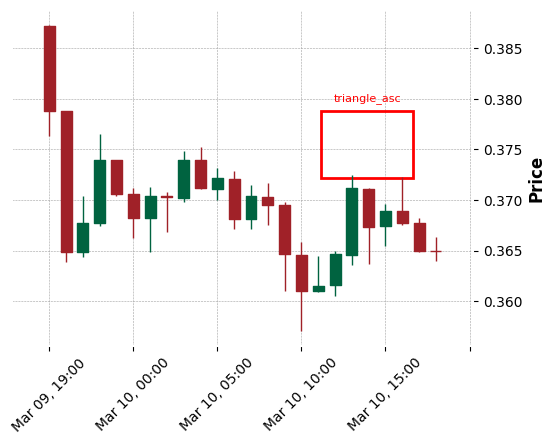 triangle_asc
0.385
0.380
0.375
0.370
0.365
0.360
Price
Mar 09, 19:00
Mar 10, 00:00
Mar 10, 05:00
Mar 10, 10:00
Mar 10, 15:00